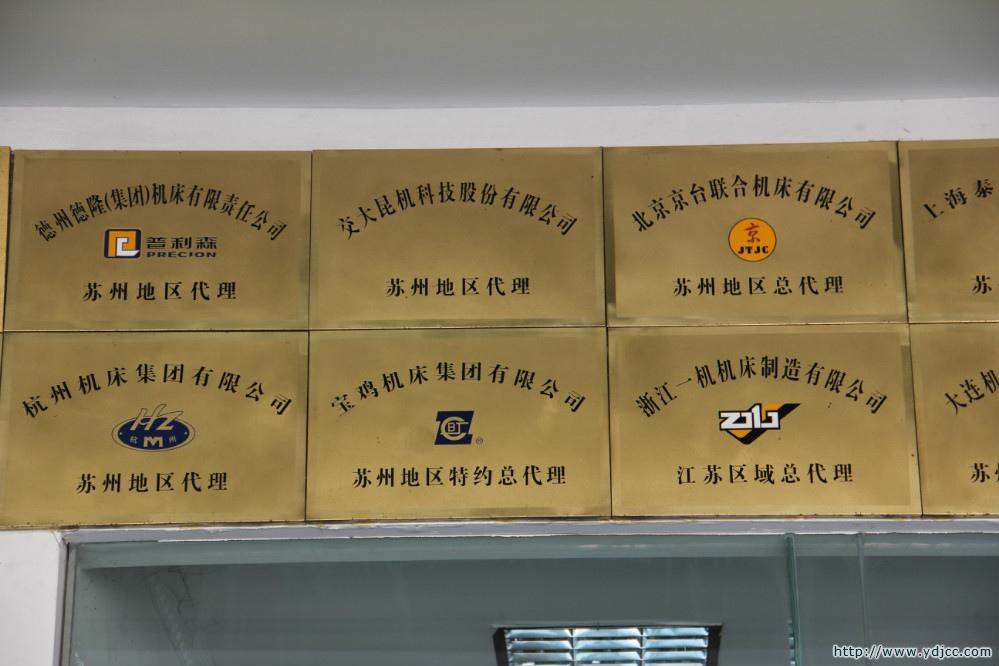 德州德隆(集团)机床有限责任公司
普利森
PRECION
苏州地区代理
交大昆机科技股份有限公司
苏州地区代理
北京京台联合机床有限公司
京
JTJC
苏州地区总代理
上海泰
苏
杭州机床集团有限公司
HZ
杭 M 州
苏州地区代理
宝鸡机床集团有限公司
BT
®
苏州地区特约总代理
浙江一机机床制造有限公司
ZJ1J
江苏区域总代理
大连机
苏州
http://www.ydjcc.com